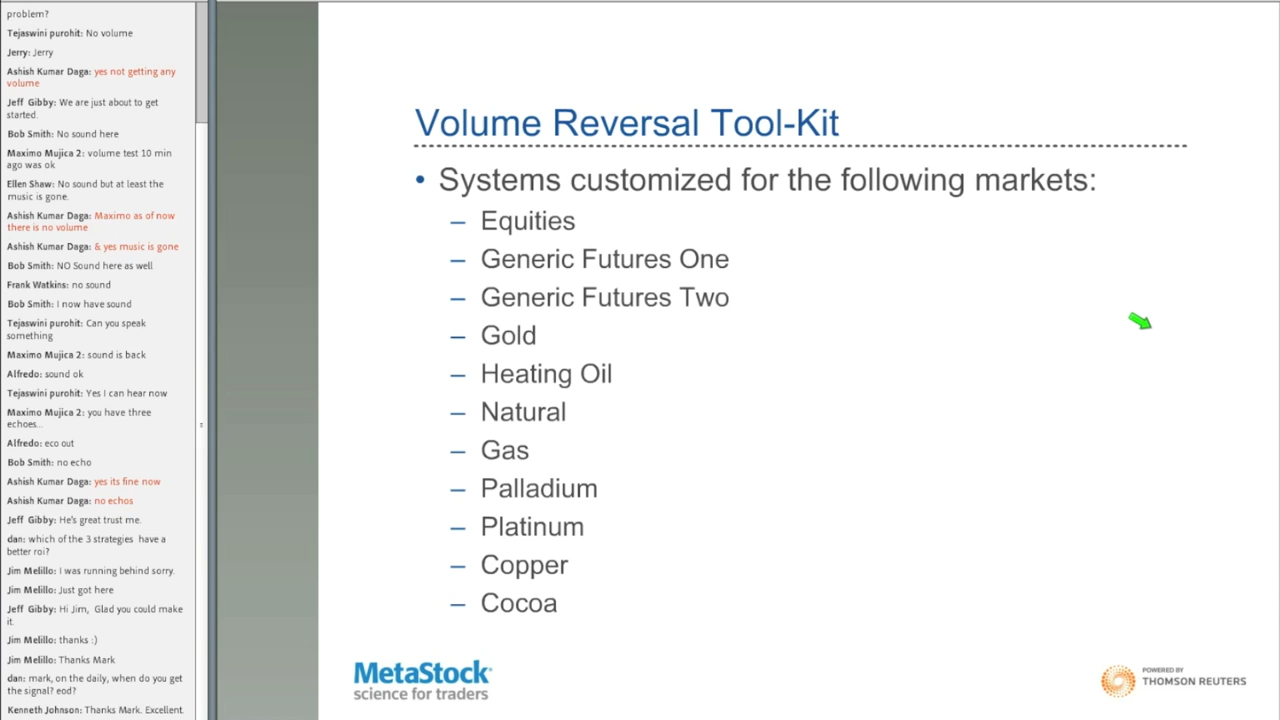 problem?
Tejaswini purohit: No volume
Jerry: Jerry
Ashish Kumar Daga: yes not getting any
volume
Jeff Gibby: We are just about to get
started.
Bob Smith: No sound here
Maximo Mujica 2: volume test 10 min
ago was ok
Ellen Shaw: No sound but at least the
music is gone.
Ashish Kumar Daga: Maximo as of now
there is no volume
Ashish Kumar Daga: & yes music is gone
Bob Smith: NO Sound here as well
Frank Watkins: no sound
Bob Smith: I now have sound
Tejaswini purohit: Can you speak
something
Maximo Mujica 2: sound is back
Alfredo: sound ok
Tejaswini purohit: Yes I can hear now
Maximo Mujica 2: you have three
echoes...
Alfredo: eco out
Bob Smith: no echo
Ashish Kumar Daga: yes its fine now
Ashish Kumar Daga: no echos
Jeff Gibby: He's great trust me.
dan: which of the 3 strategies have a
better roi?
Jim Melillo: I was running behind sorry.
Jim Melillo: Just got here
Jeff Gibby: Hi Jim, Glad you could make
it.
Jim Melillo: thanks :)
Jim Melillo: Thanks Mark
dan: mark, on the daily, when do you get
the signal? eod?
Kenneth Johnson: Thanks Mark. Excellent.
Volume Reversal Tool-Kit
• Systems customized for the following markets:
– Equities
– Generic Futures One
– Generic Futures Two
– Gold
– Heating Oil
– Natural
– Gas
– Palladium
– Platinum
– Copper
– Cocoa
MetaStock
science for traders
POWERED BY
THOMSON REUTERS